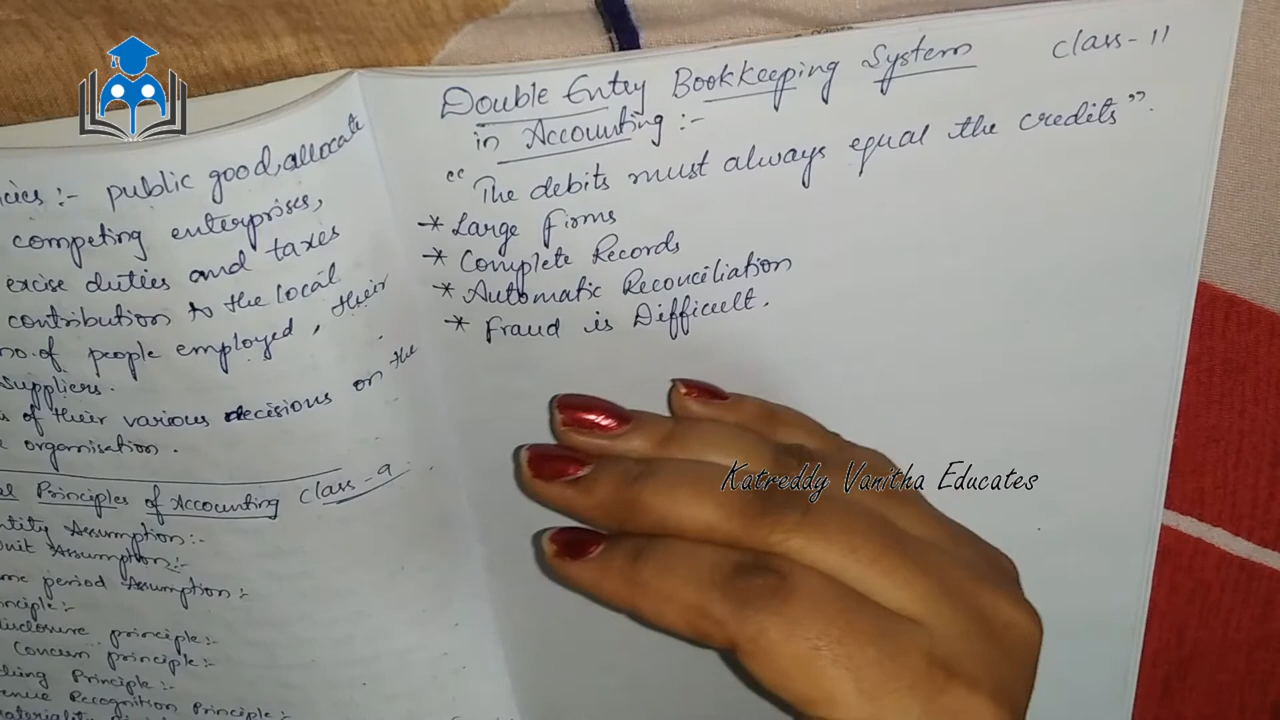 cies :- public good, allocate
competing enterprises,
excise duties and taxes
contribution to the local
no. of people employed, their
suppliers.
of their various decisions on the
organisation.
Principles of Accounting Class-9
Assumption:-
Assumption:-
period Assumption :-
principle:-
Concern principle:-
Principle:-
Recognition Principle:-
Double Entry Bookkeeping System Class-11
in Accounting :-
"The debits must always equal the credits".
* Large firms
* Complete Records
* Automatic Reconciliation
* Fraud is Difficult.
Katreddy Vanitha Educates